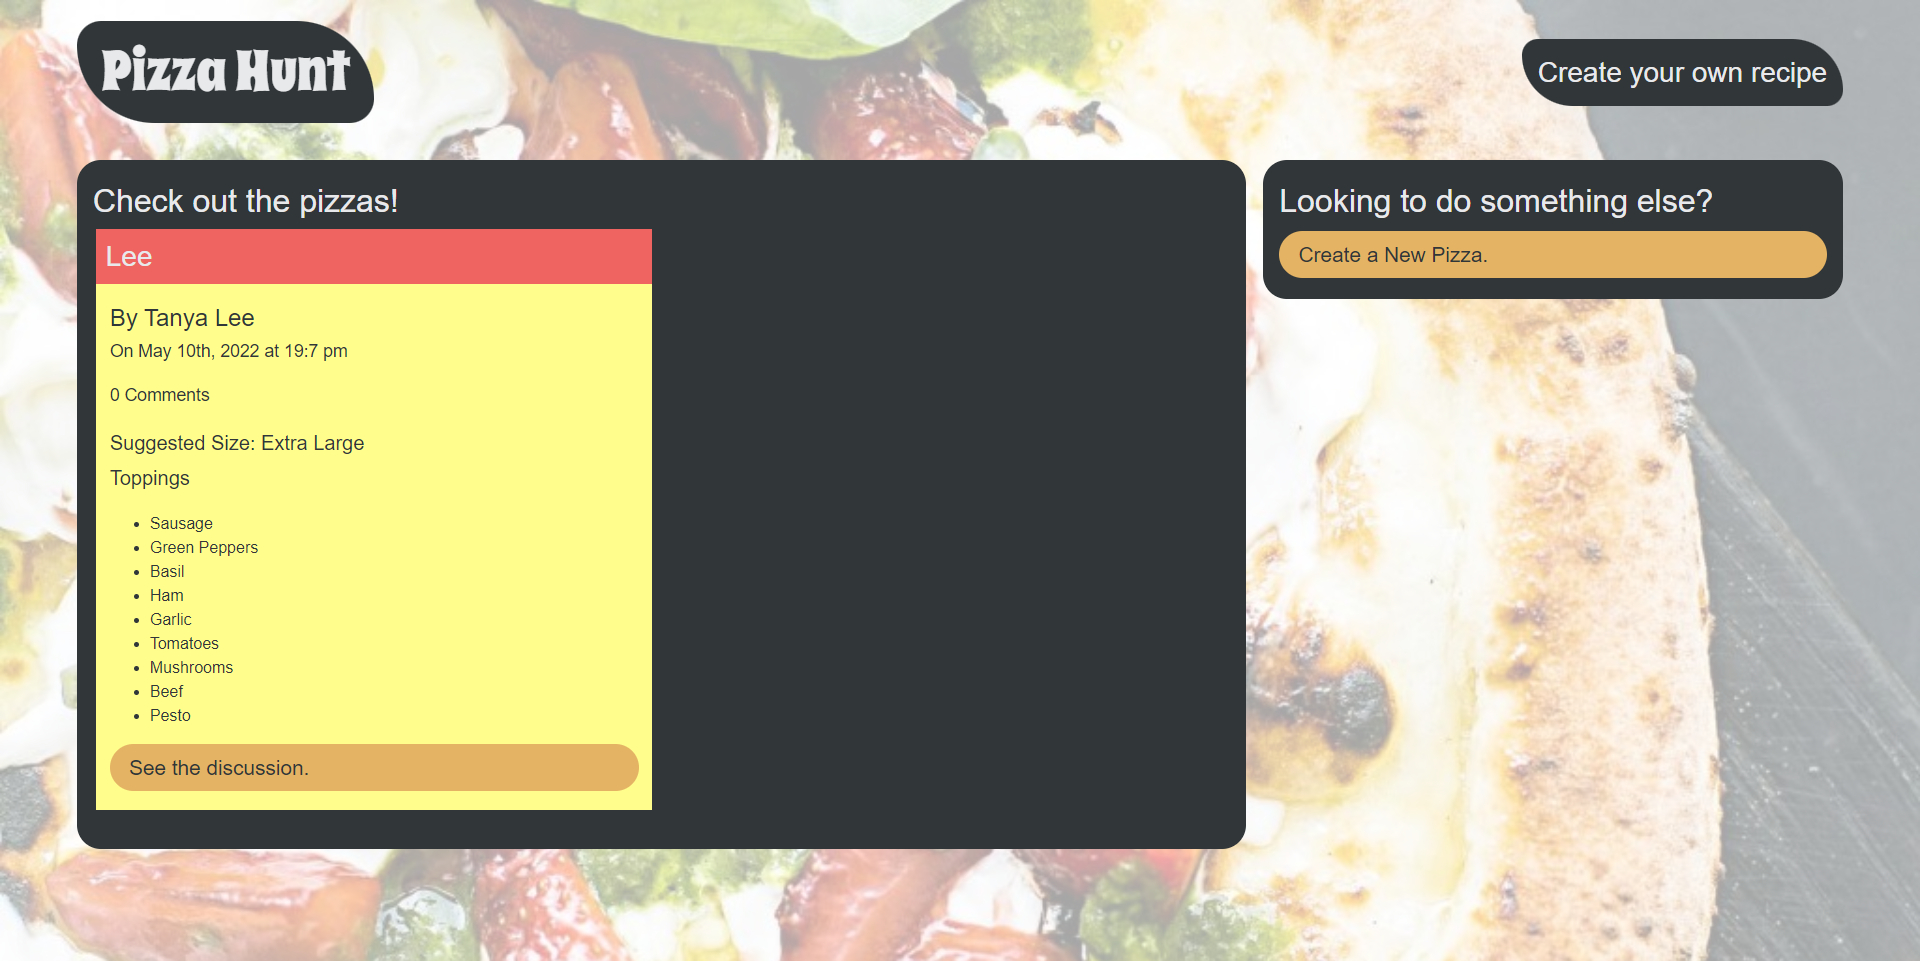 Pizza Hunt
Create your own recipe
Check out the pizzas!
Lee
By Tanya Lee
On May 10th, 2022 at 19:7 pm
0 Comments
Suggested Size: Extra Large
Toppings
Sausage
Green Peppers
Basil
Ham
Garlic
Tomatoes
Mushrooms
Beef
Pesto
See the discussion.
Looking to do something else?
Create a New Pizza.